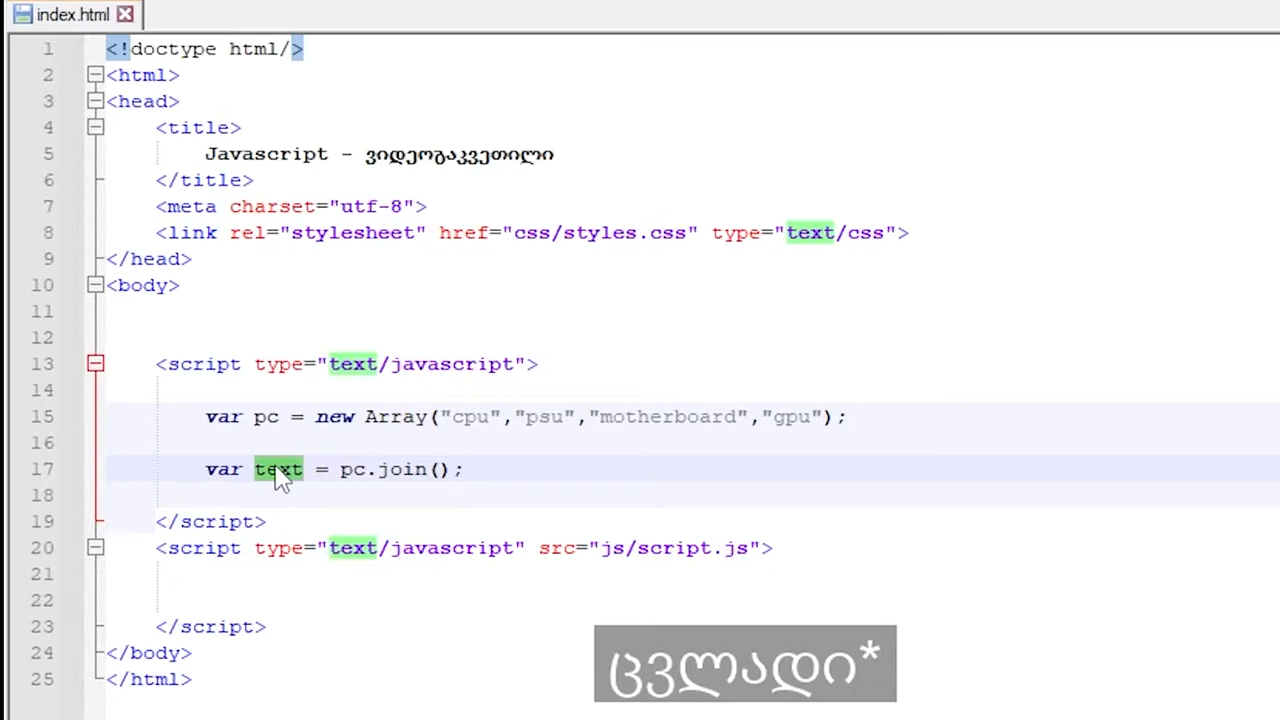 index.html
1 <!doctype html/>
2 <html>
3 <head>
4 <title>
5 Javascript - ვიდეოგაკვეთილი
6 </title>
7 <meta charset="utf-8">
8 <link rel="stylesheet" href="css/styles.css" type="text/css">
9 </head>
10 <body>
11
12
13 <script type="text/javascript">
14
15 var pc = new Array("cpu","psu","motherboard","gpu");
16
17 var text = pc.join();
18
19 </script>
20 <script type="text/javascript" src="js/script.js">
21
22
23 </script>
24 </body>
25 </html>
ცვლადი*